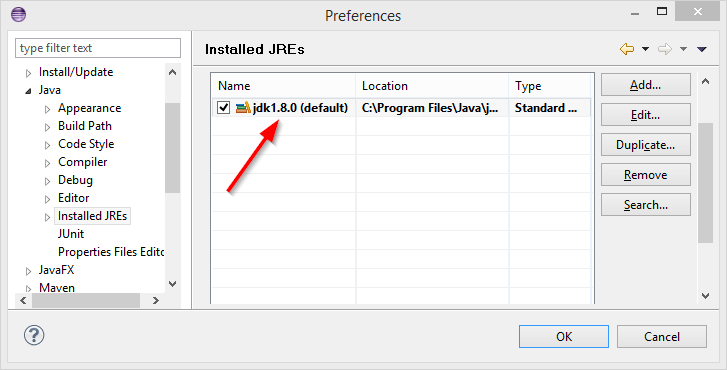 Preferences
type filter text
Install/Update
Java
Appearance
Build Path
Code Style
Compiler
Debug
Editor
Installed JREs
JUnit
Properties Files Edito
JavaFX
Maven
Installed JREs
Name Location Type
jdk1.8.0 (default) C:\Program Files\Java\j... Standard ...
Add...
Edit...
Duplicate...
Remove
Search...
OK Cancel